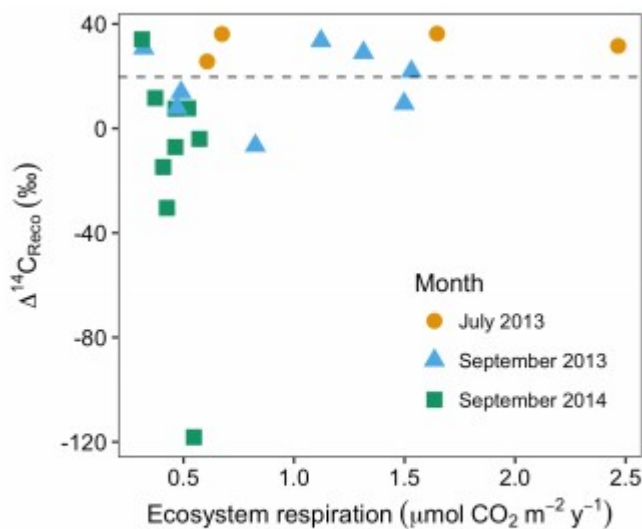 40
0
-40
-80
-120
Δ¹⁴C_Reco (‰)
Month
July 2013
September 2013
September 2014
0.5 1.0 1.5 2.0 2.5
Ecosystem respiration (μmol CO₂ m⁻² y⁻¹)